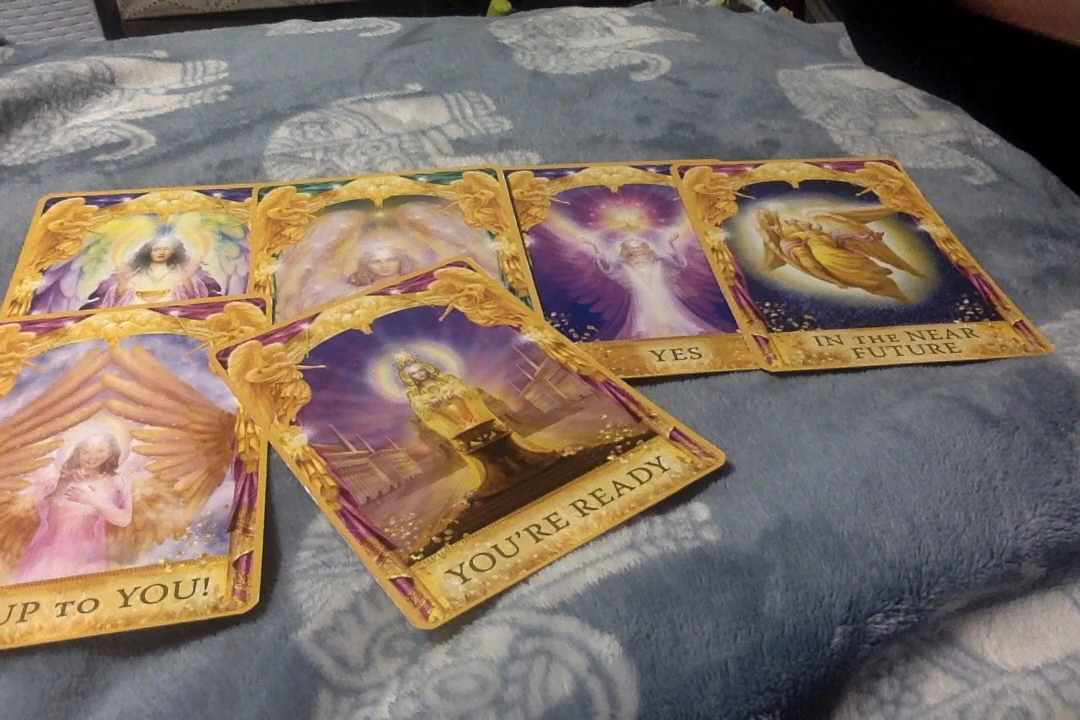 YES
IN THE NEAR
FUTURE
YOU'RE READY
UP TO YOU!